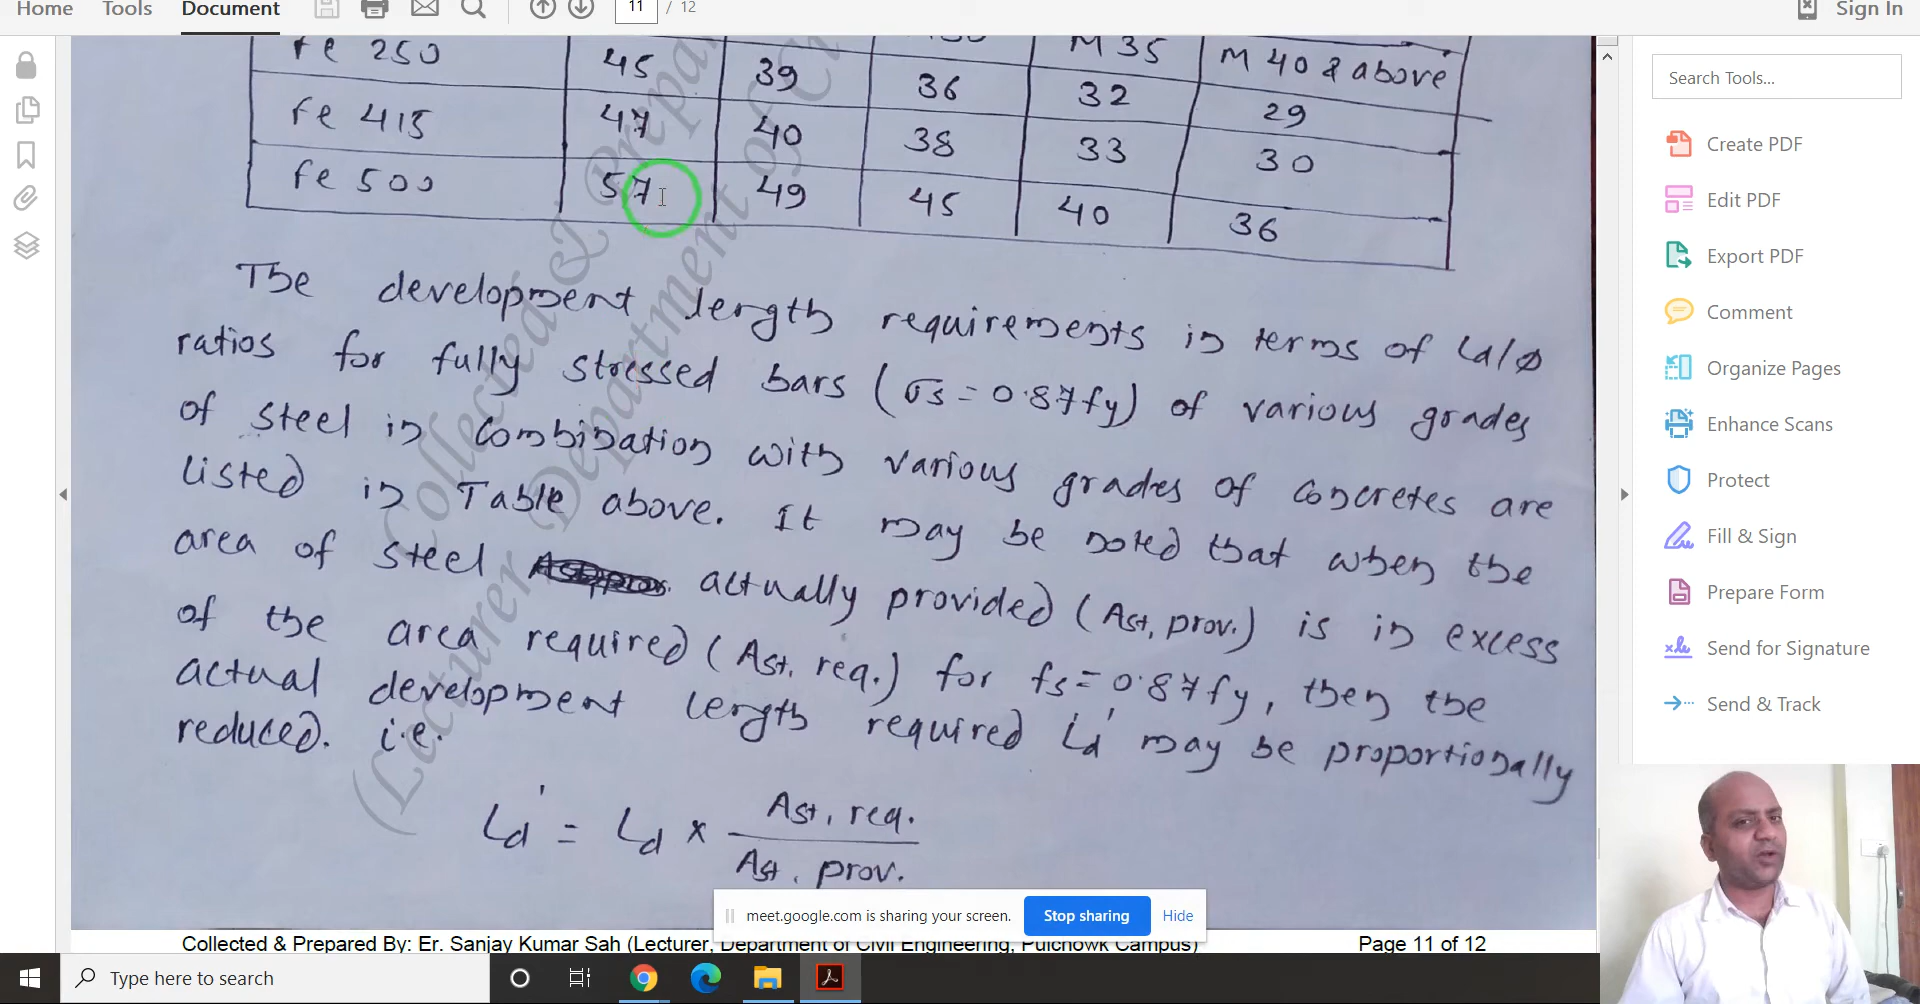 Home Tools Document 11 / 12 Sign In
Fe 250 45 39 36 M 35 M 40 & above
32 29
Fe 415 47 40 38 33 30
Fe 500 57 49 45 40 36
The development length requirements in terms of Ld/Ø
ratios for fully stressed bars (σs = 0.87fy) of various grades
of steel in combination with various grades of concretes are
listed in Table above. It may be noted that when the
area of steel actually provided (Ast, prov.) is in excess
of the area required (Ast, req.) for fs = 0.87fy, then the
actual development length required Ld' may be proportionally
reduced. i.e.
Ld' = Ld × Ast, req.
Ast, prov.
Collected & Prepared
(Lecturer Department of
meet.google.com is sharing your screen. Stop sharing Hide
Collected & Prepared By: Er. Sanjay Kumar Sah (Lecturer, Department of Civil Engineering, Pulchowk Campus) Page 11 of 12
Search Tools...
Create PDF
Edit PDF
Export PDF
Comment
Organize Pages
Enhance Scans
Protect
Fill & Sign
Prepare Form
Send for Signature
Send & Track
Type here to search